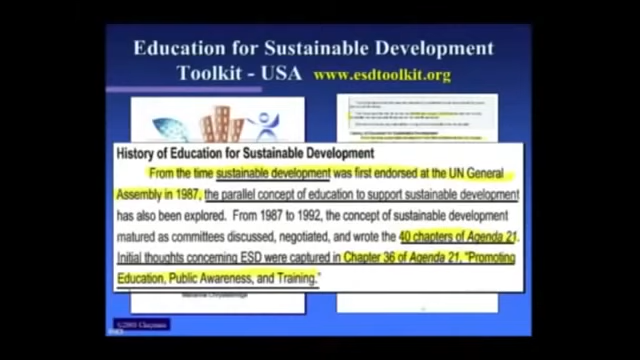 Education for Sustainable Development
Toolkit - USA www.esdtoolkit.org
History of Education for Sustainable Development
From the time sustainable development was first endorsed at the UN General
Assembly in 1987, the parallel concept of education to support sustainable development
has also been explored. From 1987 to 1992, the concept of sustainable development
matured as committees discussed, negotiated, and wrote the 40 chapters of Agenda 21.
Initial thoughts concerning ESD were captured in Chapter 36 of Agenda 21, "Promoting
Education, Public Awareness, and Training."